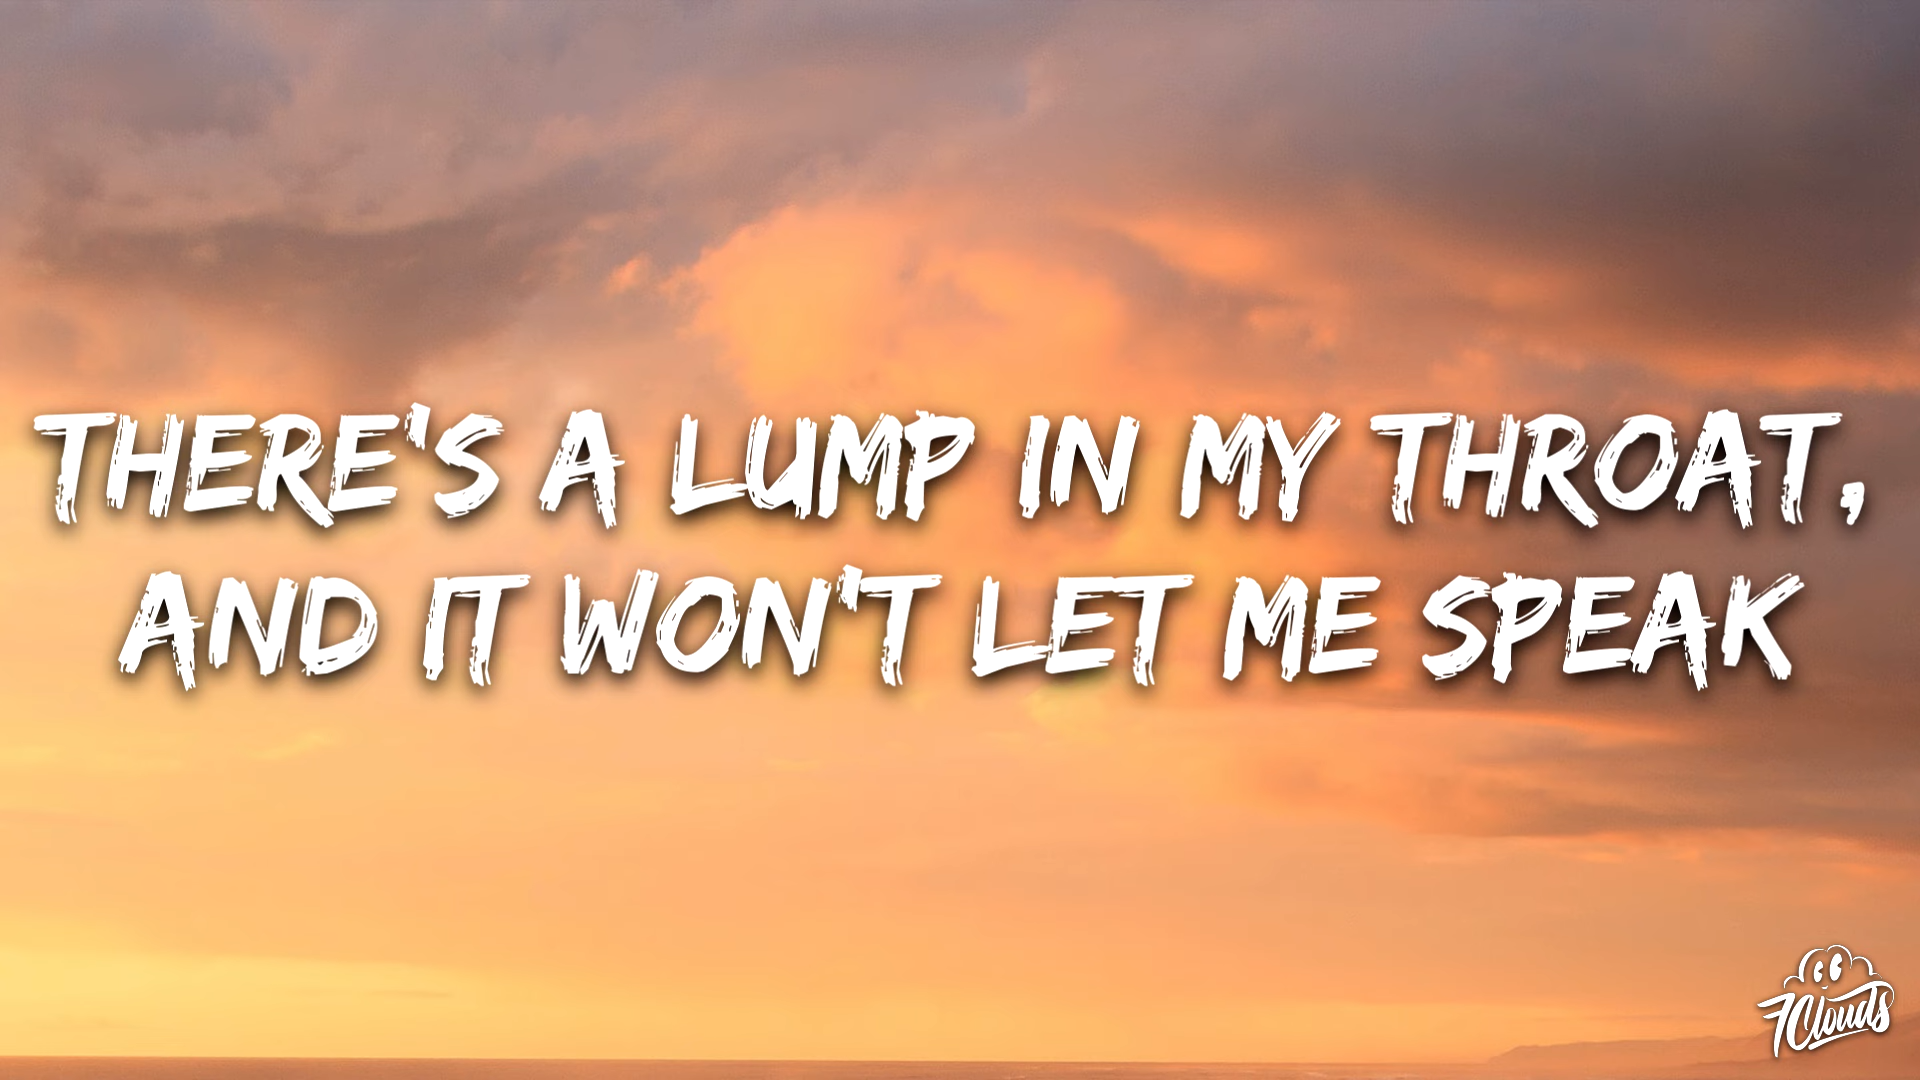 THERE'S A LUMP IN MY THROAT,
AND IT WON'T LET ME SPEAK
7Clouds